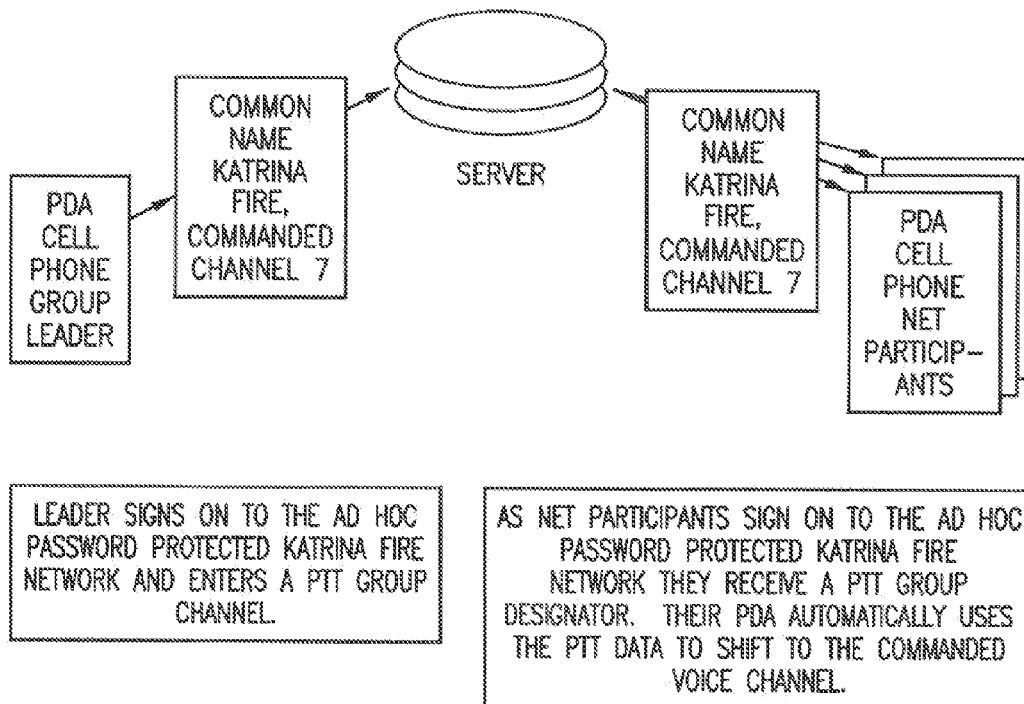 PDA
CELL
PHONE
GROUP
LEADER
COMMON
NAME
KATRINA
FIRE,
COMMANDED
CHANNEL 7
SERVER
COMMON
NAME
KATRINA
FIRE,
COMMANDED
CHANNEL 7
PDA
CELL
PHONE
NET
PARTICIP-
ANTS
LEADER SIGNS ON TO THE AD HOC
PASSWORD PROTECTED KATRINA FIRE
NETWORK AND ENTERS A PTT GROUP
CHANNEL.
AS NET PARTICIPANTS SIGN ON TO THE AD HOC
PASSWORD PROTECTED KATRINA FIRE
NETWORK THEY RECEIVE A PTT GROUP
DESIGNATOR. THEIR PDA AUTOMATICALLY USES
THE PTT DATA TO SHIFT TO THE COMMANDED
VOICE CHANNEL.